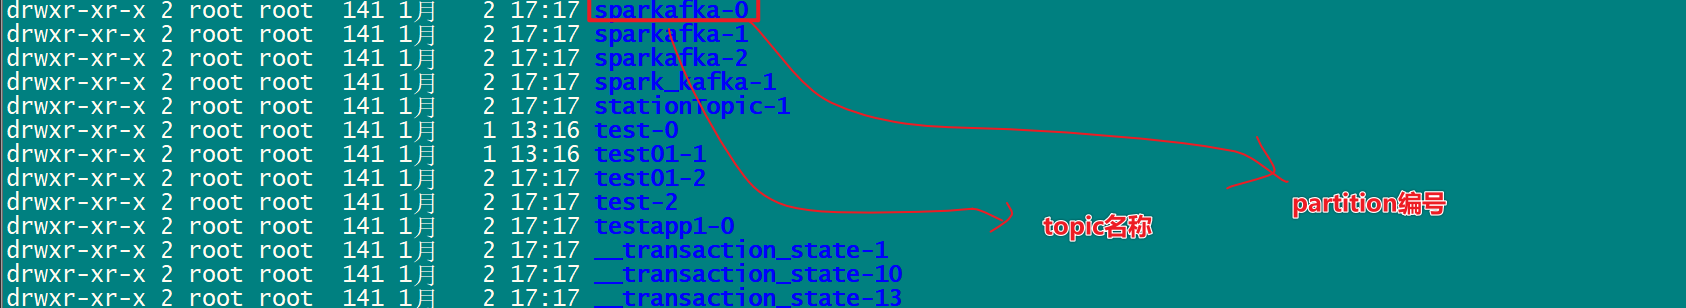 drwxr-xr-x 2 root root 141 1月 2 17:17 sparkafka-0
drwxr-xr-x 2 root root 141 1月 2 17:17 sparkafka-1
drwxr-xr-x 2 root root 141 1月 2 17:17 sparkafka-2
drwxr-xr-x 2 root root 141 1月 2 17:17 spark_kafka-1
drwxr-xr-x 2 root root 141 1月 2 17:17 stationtopic-1
drwxr-xr-x 2 root root 141 1月 1 13:16 test-0
drwxr-xr-x 2 root root 141 1月 1 13:16 test01-1
drwxr-xr-x 2 root root 141 1月 2 17:17 test01-2
drwxr-xr-x 2 root root 141 1月 2 17:17 test-2
partition编号
drwxr-xr-x 2 root root 141 1月 2 17:17 testapp1-0
topic名称
drwxr-xr-x 2 root root 141 1月 2 17:17 __transaction_state-1
drwxr-xr-x 2 root root 141 1月 2 17:17 __transaction_state-10
drwxr-xr-x 2 root root 141 1月 2 17:17 __transaction_state-13